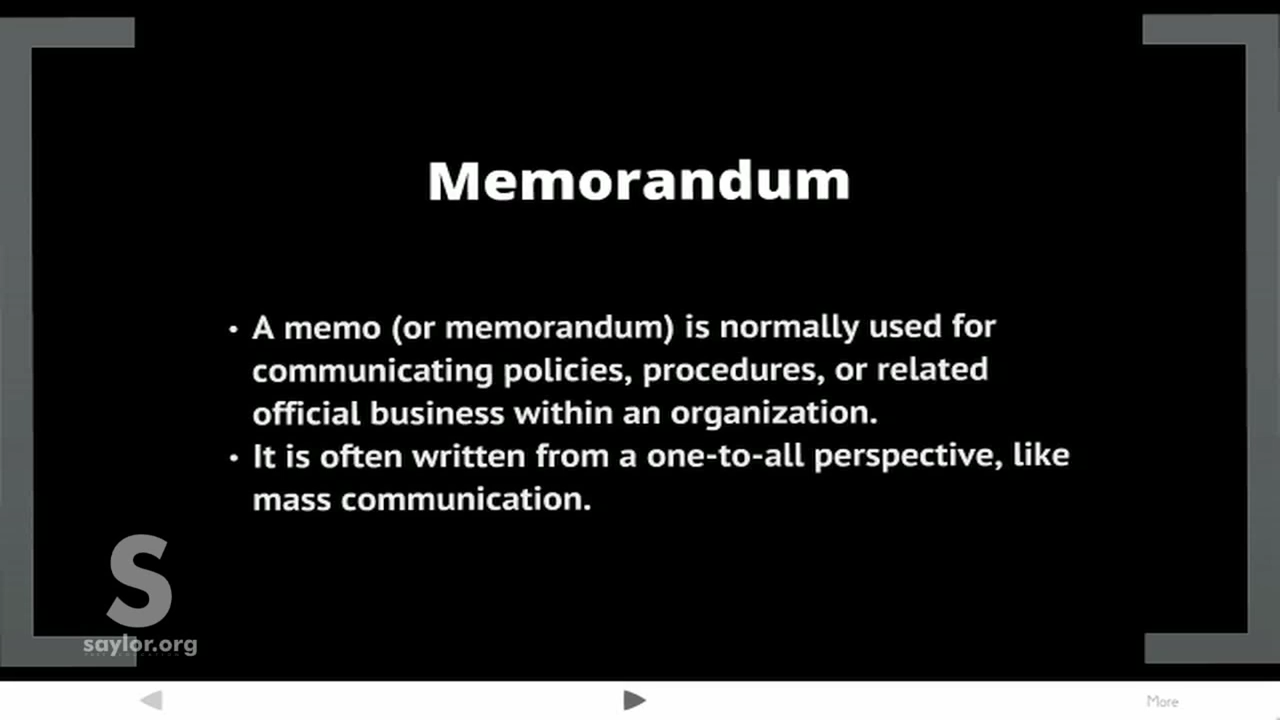 Memorandum
• A memo (or memorandum) is normally used for
communicating policies, procedures, or related
official business within an organization.
• It is often written from a one-to-all perspective, like
mass communication.
S
saylor.org
More